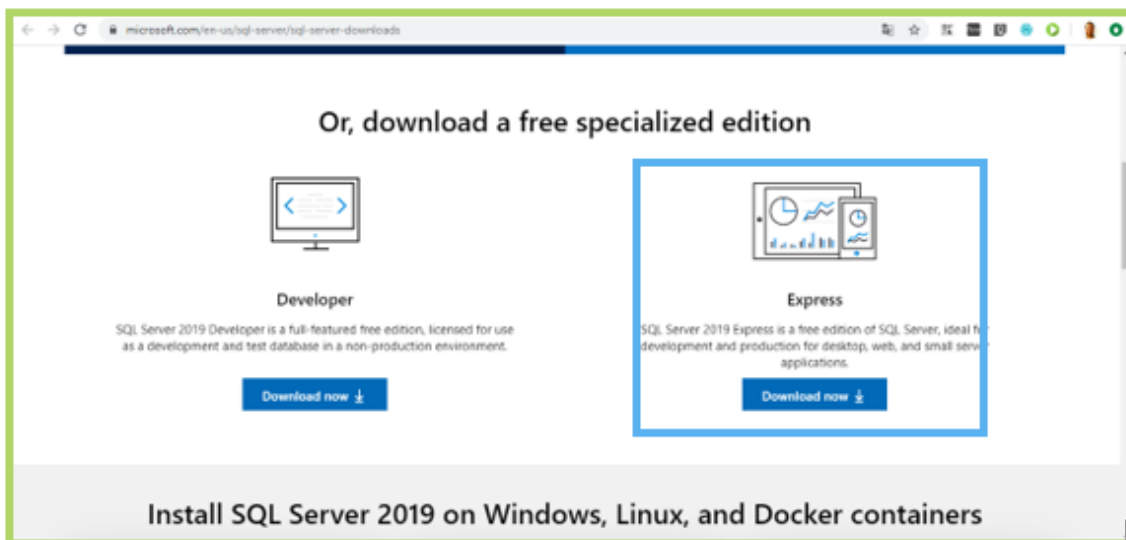 microsoft.com/en-us/sql-server/sql-server-downloads
Or, download a free specialized edition
Developer
SQL Server 2019 Developer is a full-featured free edition, licensed for use
as a development and test database in a non-production environment.
Download now
Express
SQL Server 2019 Express is a free edition of SQL Server, ideal for
development and production for desktop, web, and small server
applications.
Download now
Install SQL Server 2019 on Windows, Linux, and Docker containers